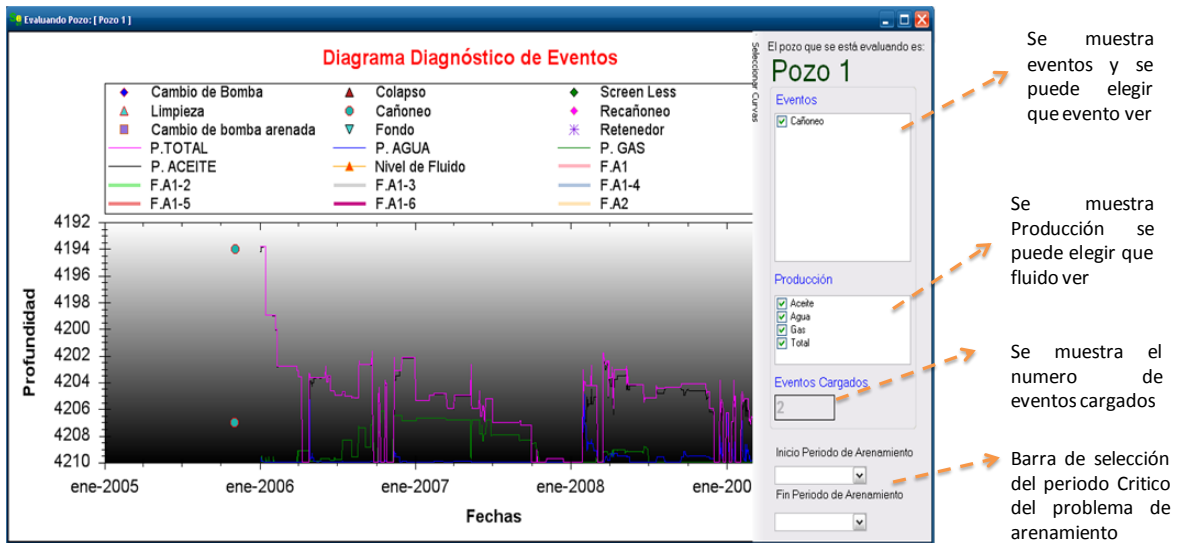 Evaluando Pozo: [ Pozo 1 ]
Diagrama Diagnóstico de Eventos
Cambio de Bomba
Colapso
Screen Less
Limpieza
Cañoneo
Recañoneo
Cambio de bomba arenada
Fondo
Retenedor
P.TOTAL
P. AGUA
P. GAS
P. ACEITE
Nivel de Fluido
F.A1
F.A1-2
F.A1-3
F.A1-4
F.A1-5
F.A1-6
F.A2
Profundidad
4192
4194
4196
4198
4200
4202
4204
4206
4208
4210
ene-2005
ene-2006
ene-2007
ene-2008
ene-200
Fechas
Seleccionar Curvas
El pozo que se está evaluando es:
Pozo 1
Eventos
Cañoneo
Producción
Aceite
Agua
Gas
Total
Eventos Cargados
2
Inicio Periodo de Arenamiento
Fin Periodo de Arenamiento
Se muestra
eventos y se
puede elegir
que evento ver
Se muestra
Producción se
puede elegir que
fluido ver
Se muestra el
numero de
eventos cargados
Barra de selección
del periodo Critico
del problema de
arenamiento